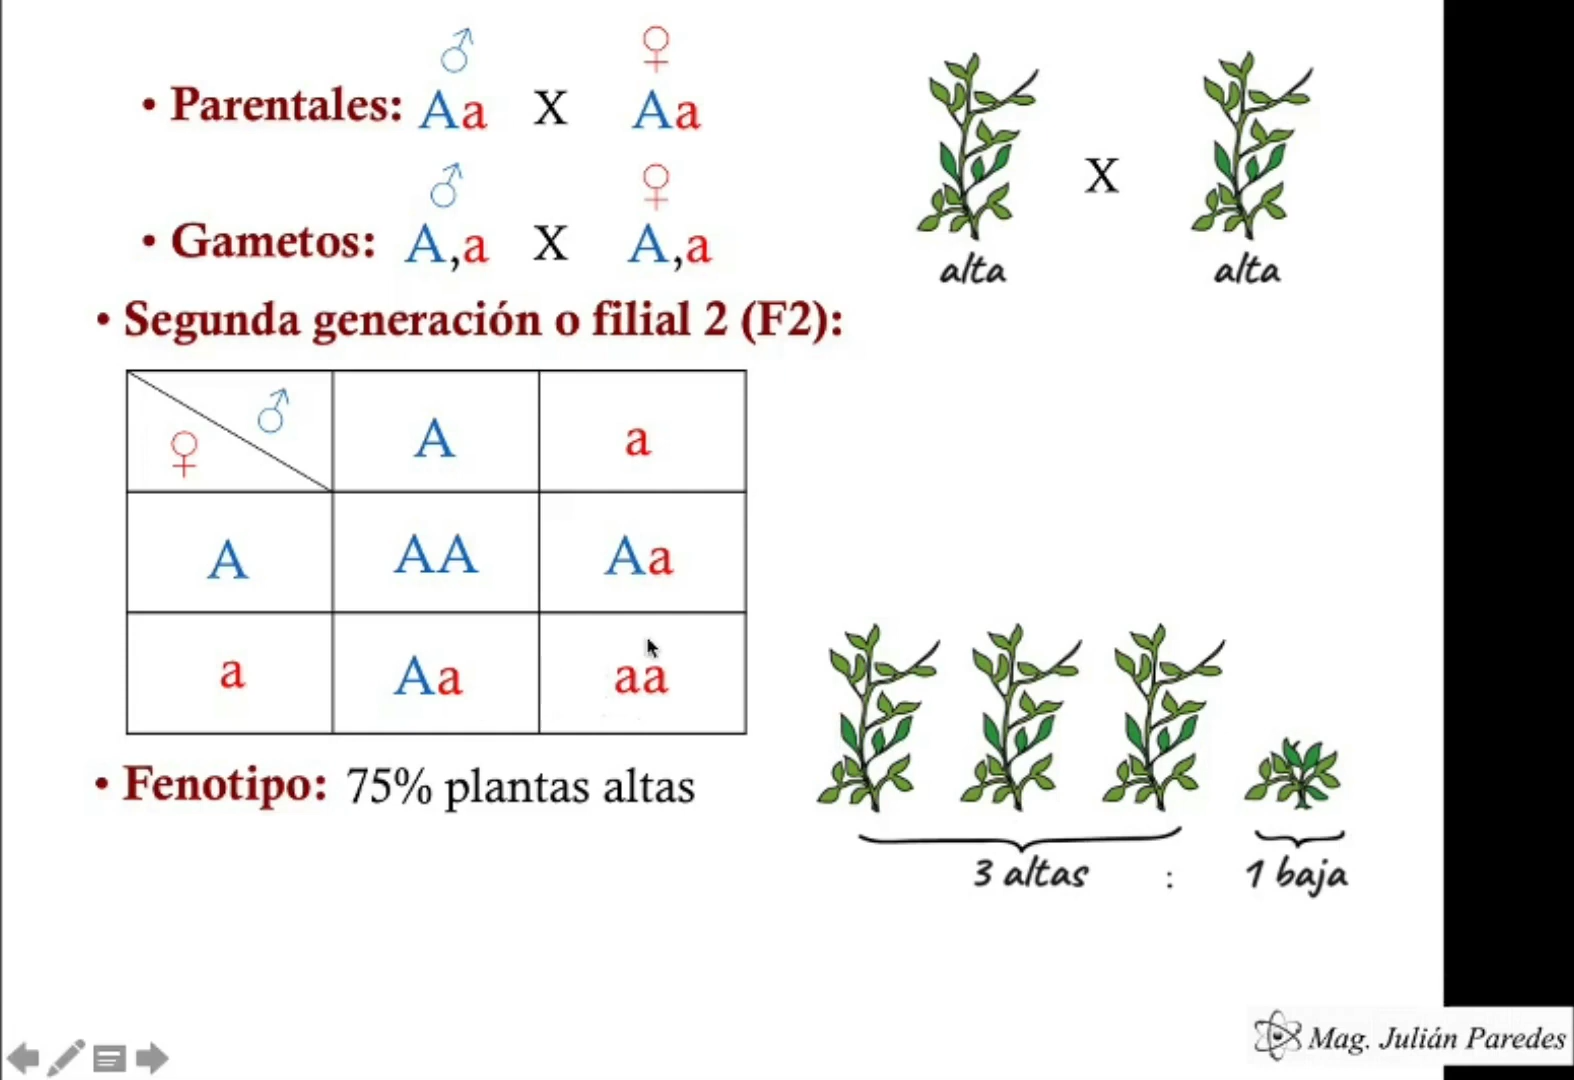 ♂ ♀
• Parentales: Aa X Aa
♂ ♀
• Gametos: A,a X A,a
X
alta alta
• Segunda generación o filial 2 (F2):
♀ ♂ A a
A AA Aa
a Aa aa
• Fenotipo: 75% plantas altas
3 altas : 1 baja
Mag. Julián Paredes